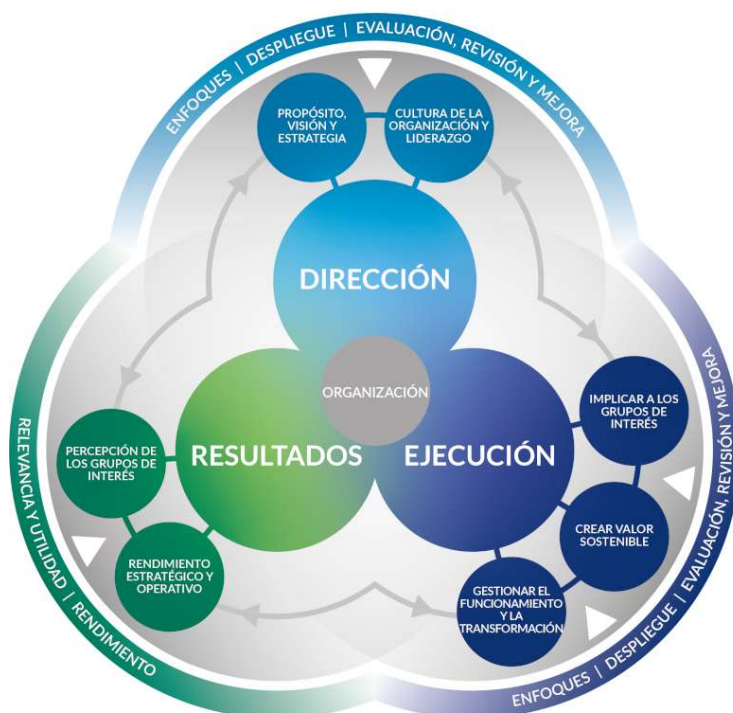 ENFOQUES | DESPLIEGUE | EVALUACIÓN, REVISIÓN Y MEJORA
PROPÓSITO,
VISIÓN Y
ESTRATEGIA
CULTURA DE LA
ORGANIZACIÓN Y
LIDERAZGO
DIRECCIÓN
ORGANIZACIÓN
RESULTADOS
EJECUCIÓN
IMPLICAR A LOS
GRUPOS DE
INTERÉS
CREAR VALOR
SOSTENIBLE
GESTIONAR EL
FUNCIONAMIENTO
Y LA
TRANSFORMACIÓN
PERCEPCIÓN DE
LOS GRUPOS DE
INTERÉS
RENDIMIENTO
ESTRATÉGICO Y
OPERATIVO
RELEVANCIA Y UTILIDAD | RENDIMIENTO
ENFOQUES | DESPLIEGUE | EVALUACIÓN, REVISIÓN Y MEJORA